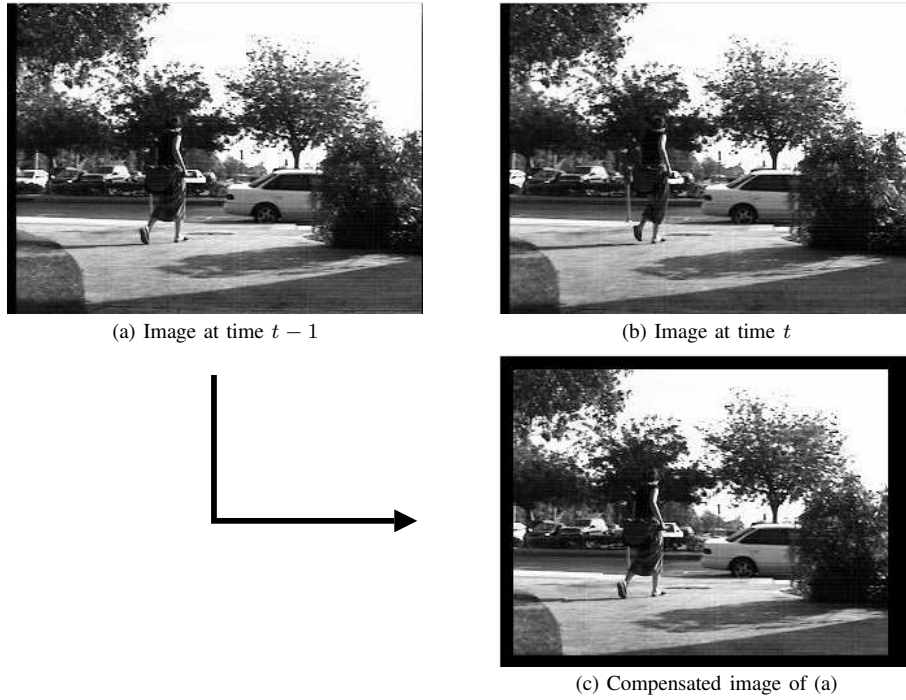 (a) Image at time t − 1
(b) Image at time t
(c) Compensated image of (a)